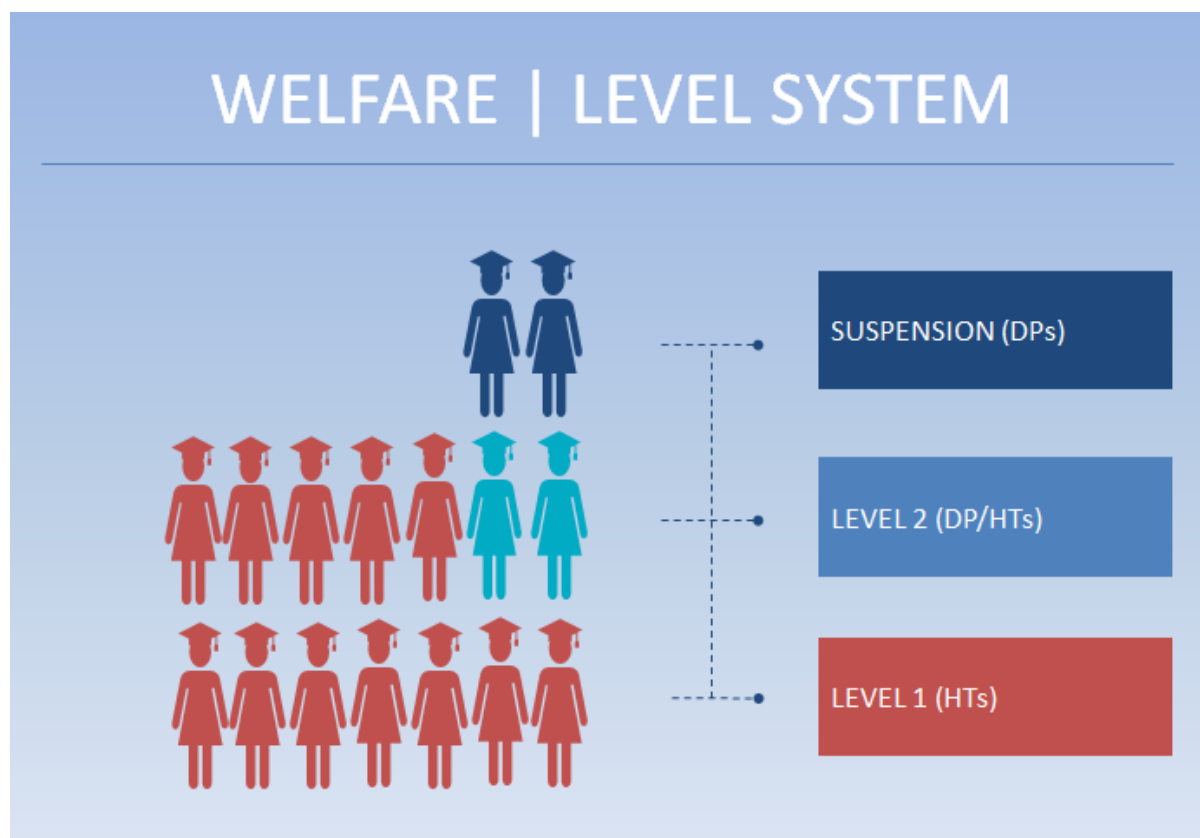 WELFARE | LEVEL SYSTEM
SUSPENSION (DPs)
LEVEL 2 (DP/HTs)
LEVEL 1 (HTs)